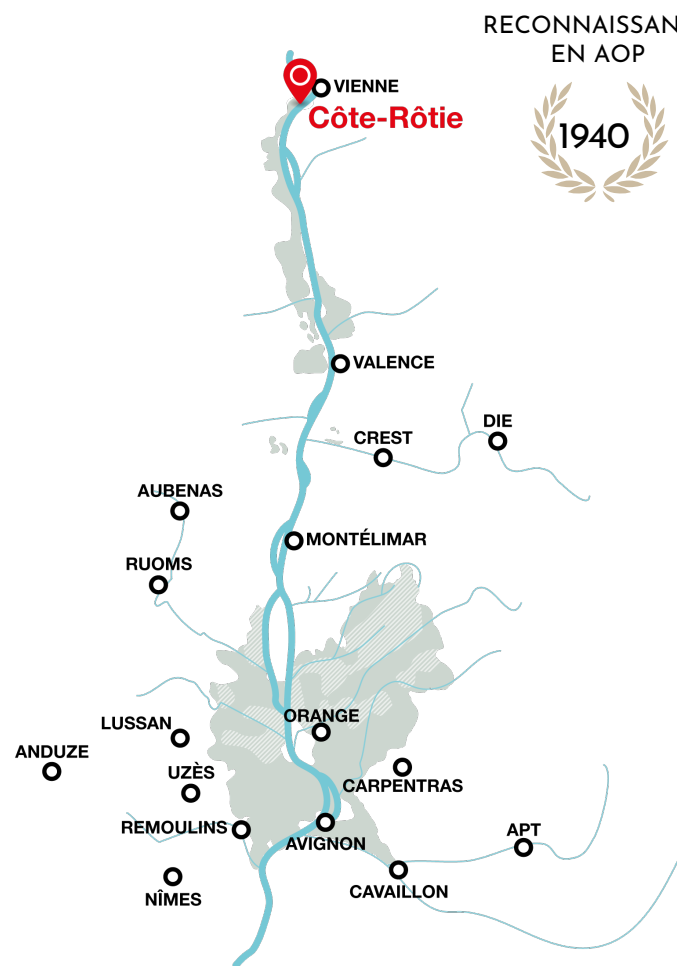 RECONNAISSAN
EN AOP
1940
VIENNE
Côte-Rôtie
VALENCE
DIE
CREST
AUBENAS
MONTÉLIMAR
RUOMS
ORANGE
LUSSAN
ANDUZE
UZÈS
CARPENTRAS
REMOULINS
APT
AVIGNON
CAVAILLON
NÎMES